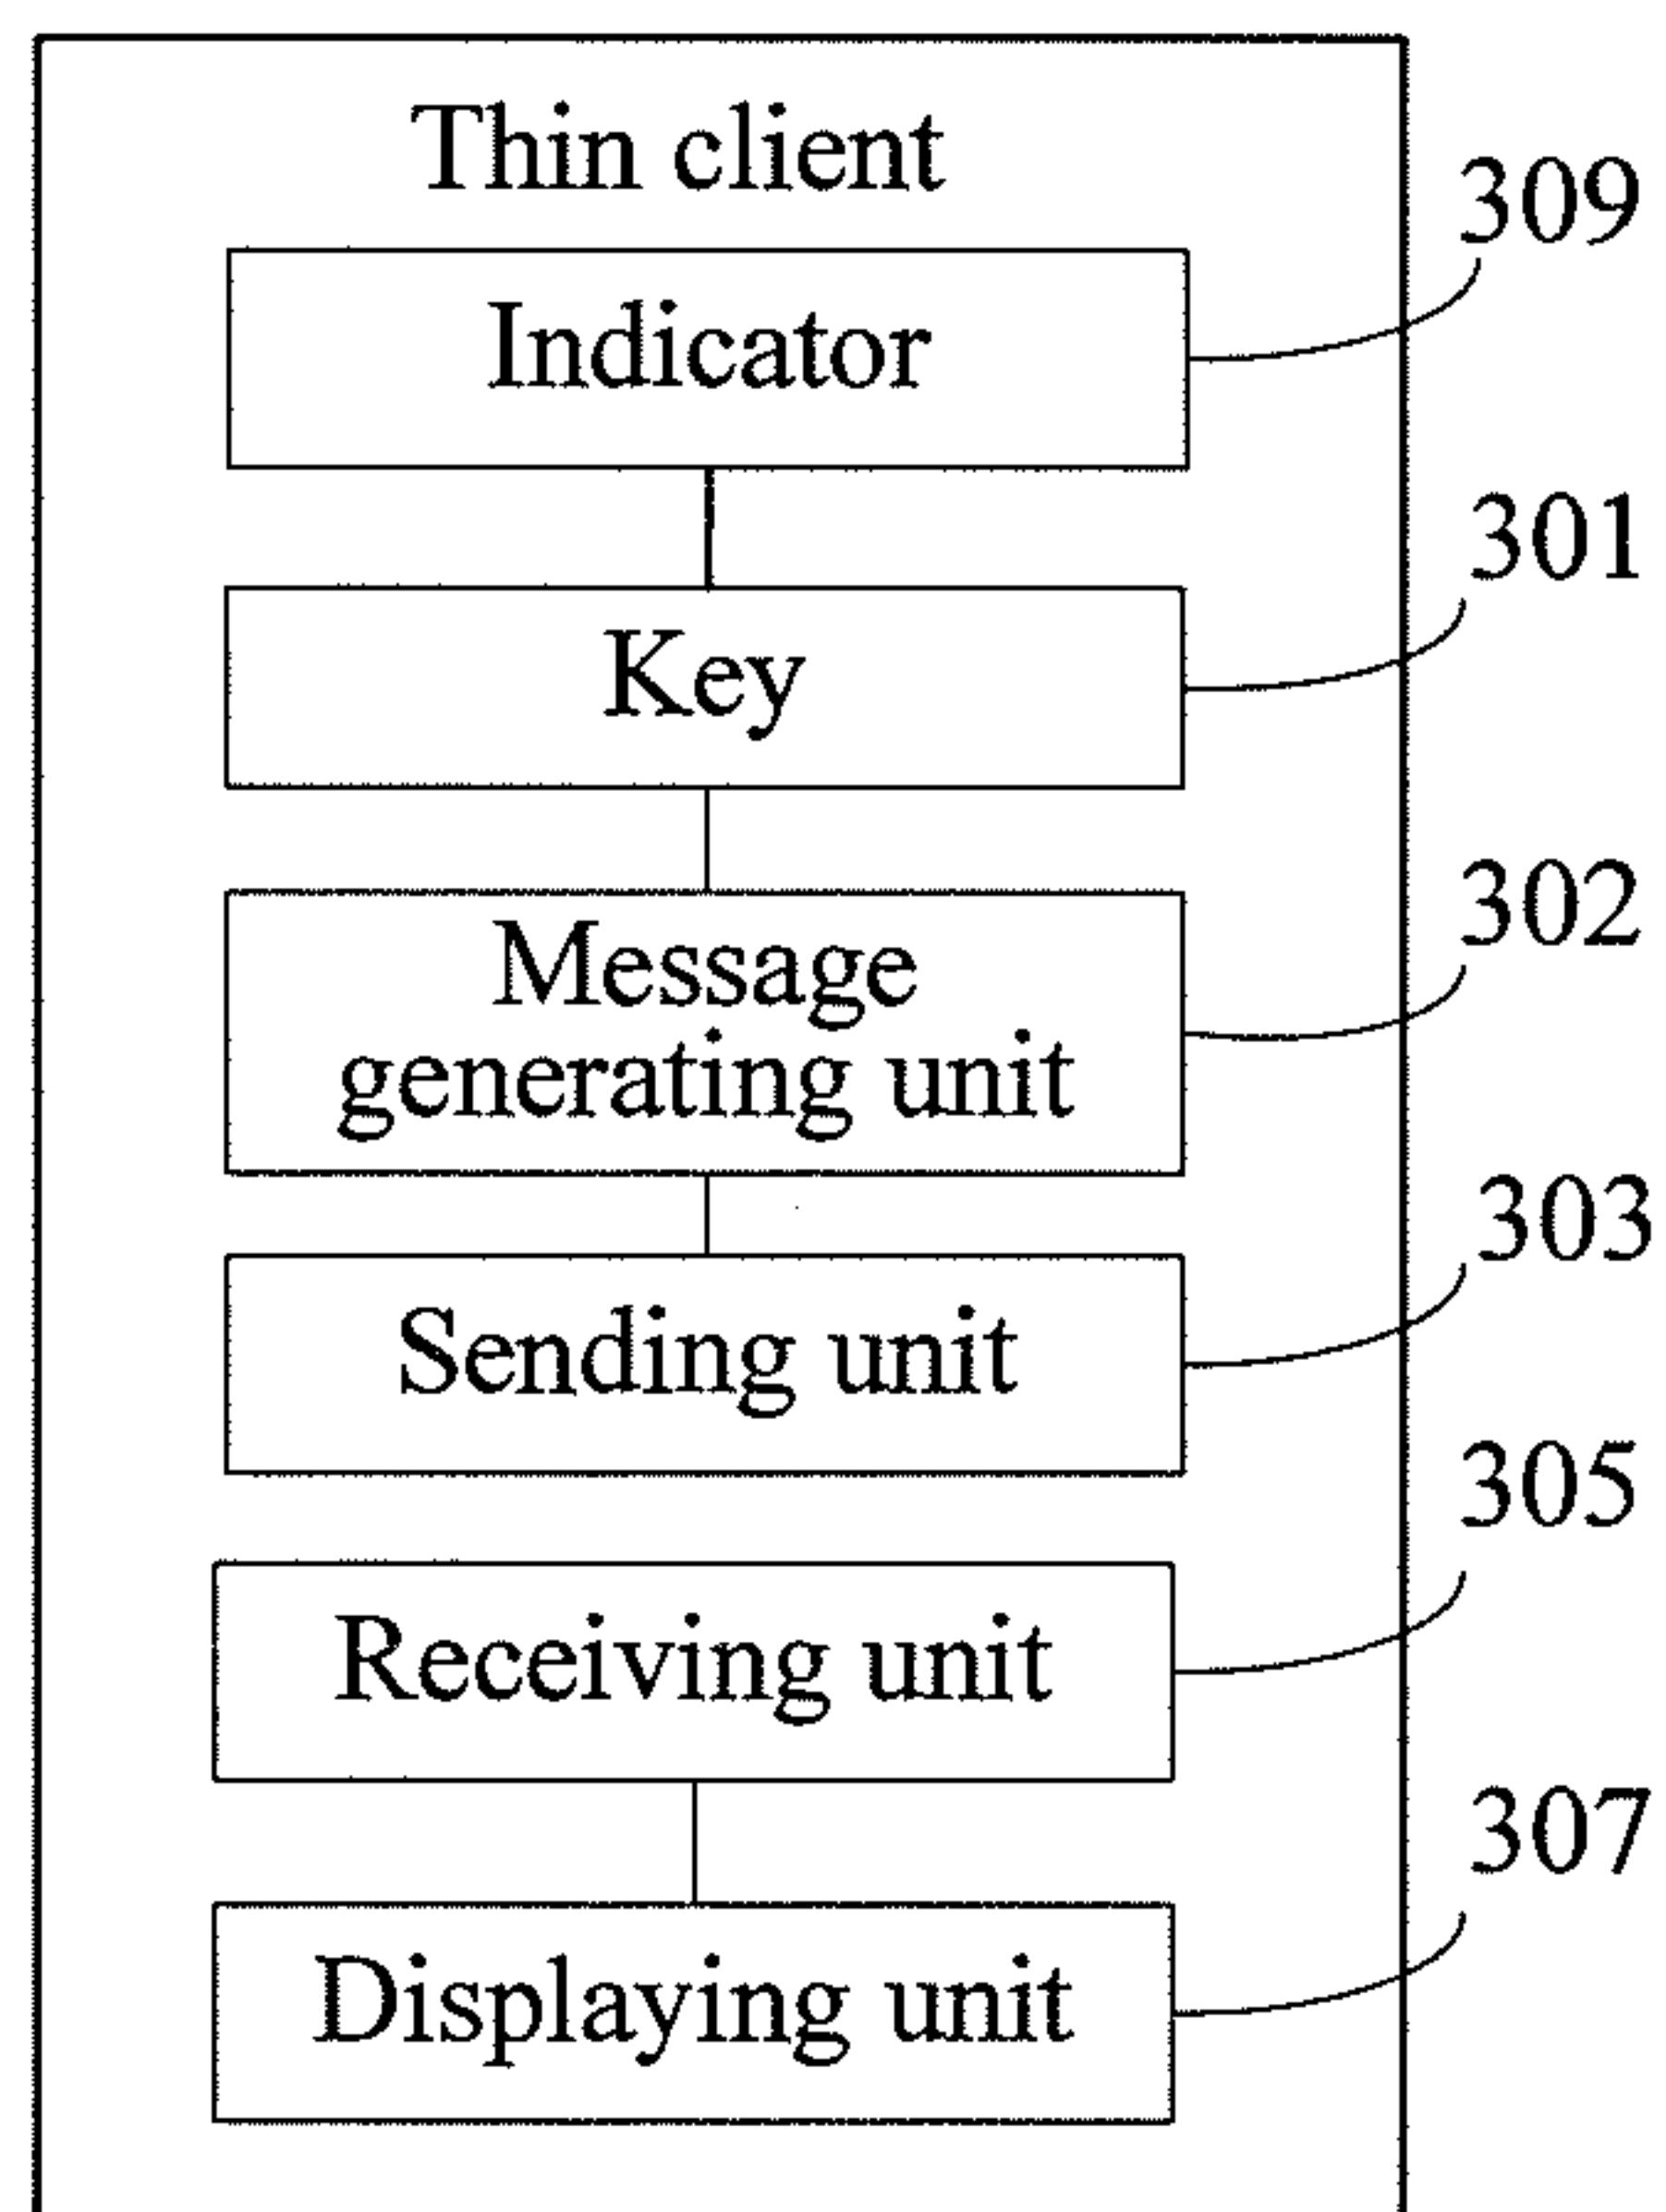 Thin client
309
Indicator
301
Key
302
Message
generating unit
303
Sending unit
305
Receiving unit
307
Displaying unit